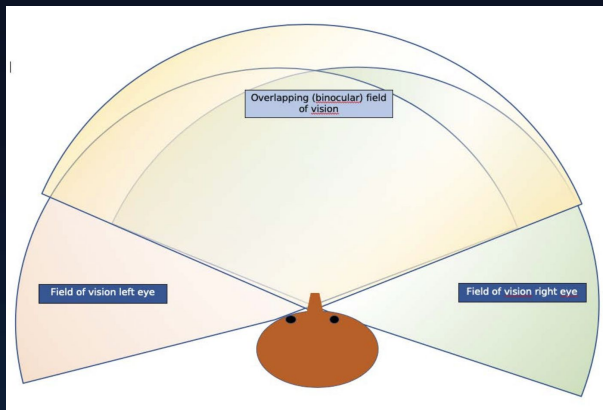 Overlapping (binocular) field
of vision
Field of vision left eye
Field of vision right eye